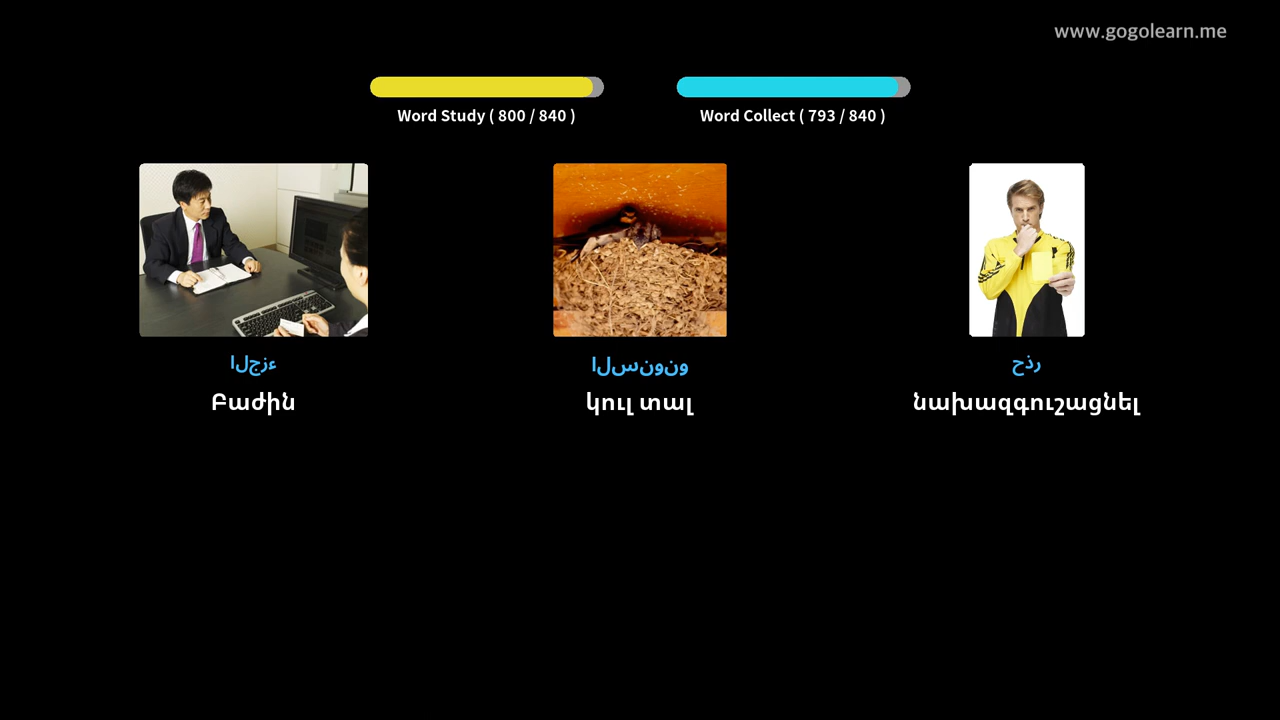 www.gogolearn.me
Word Study ( 800 / 840 )
Word Collect ( 793 / 840 )
الجزء
السنونو
حذر
Բաժին
կուլ տալ
նախազգուշացնել